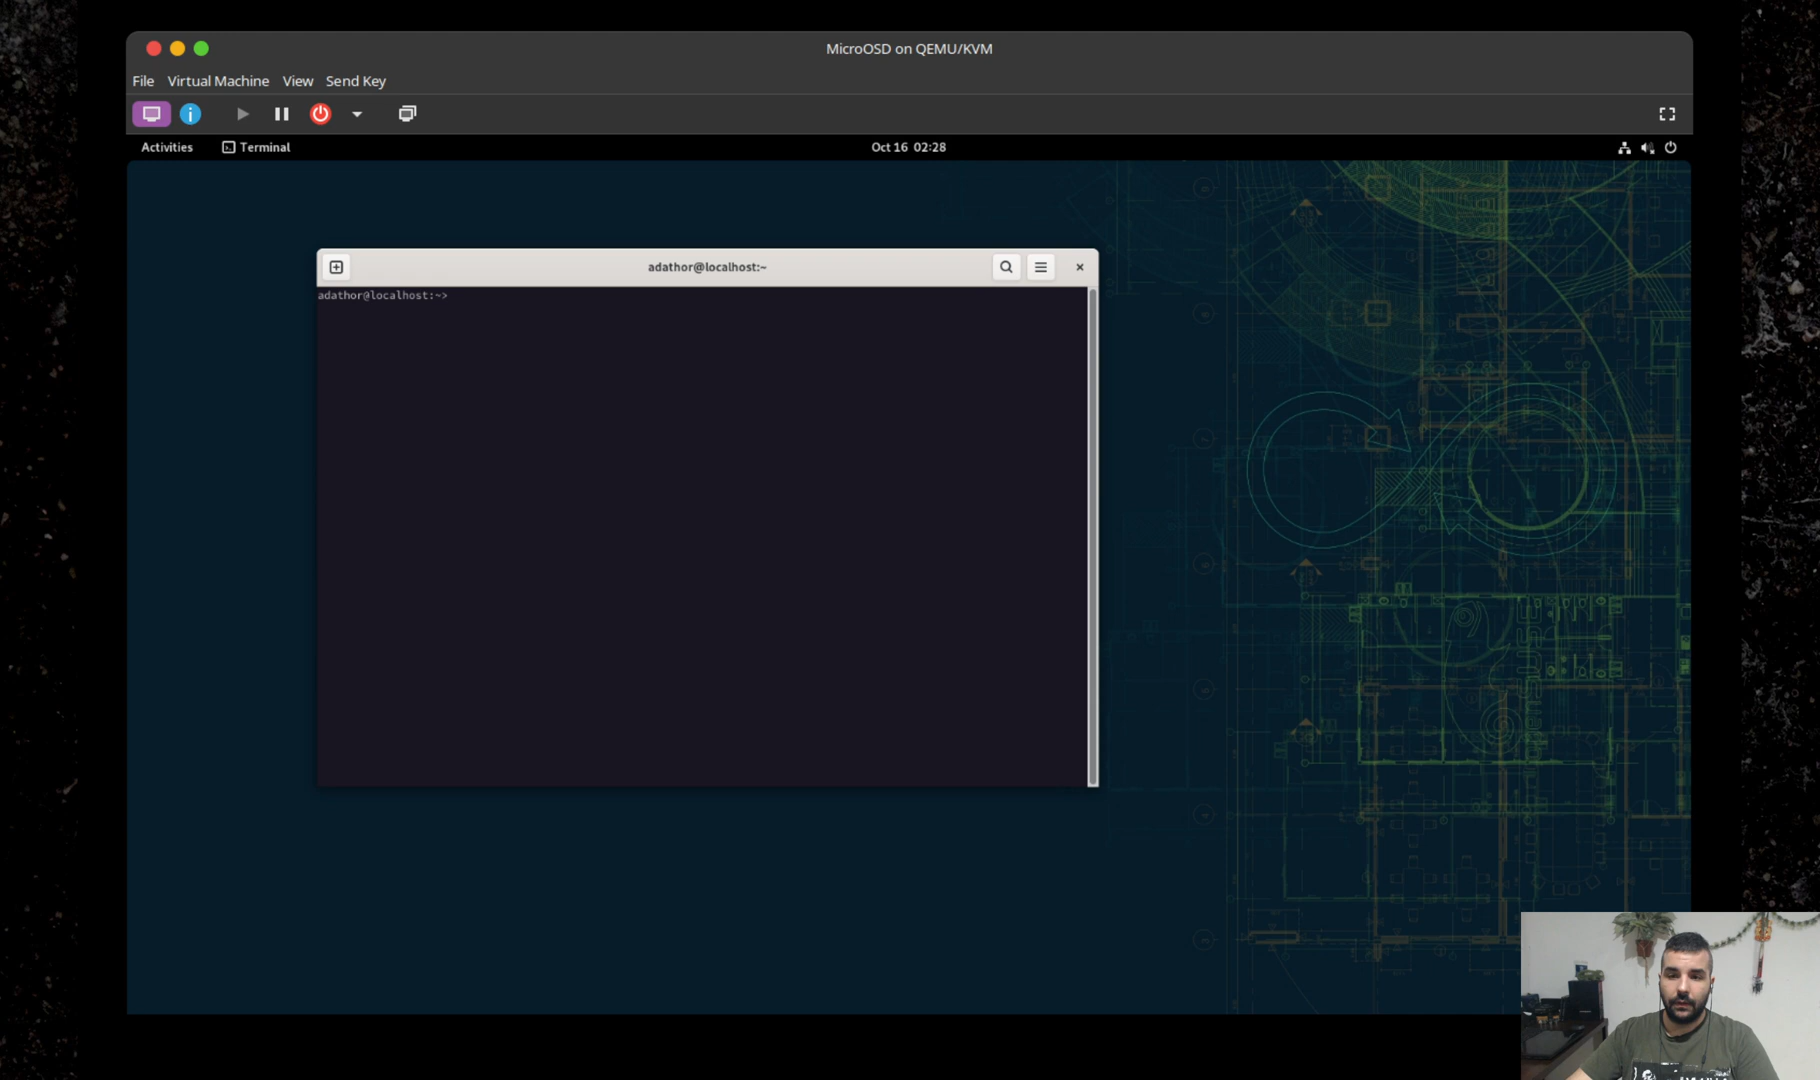 MicroOSD on QEMU/KVM
File Virtual Machine View Send Key
Activities Terminal Oct 16 02:28
adathor@localhost:~
adathor@localhost:~>